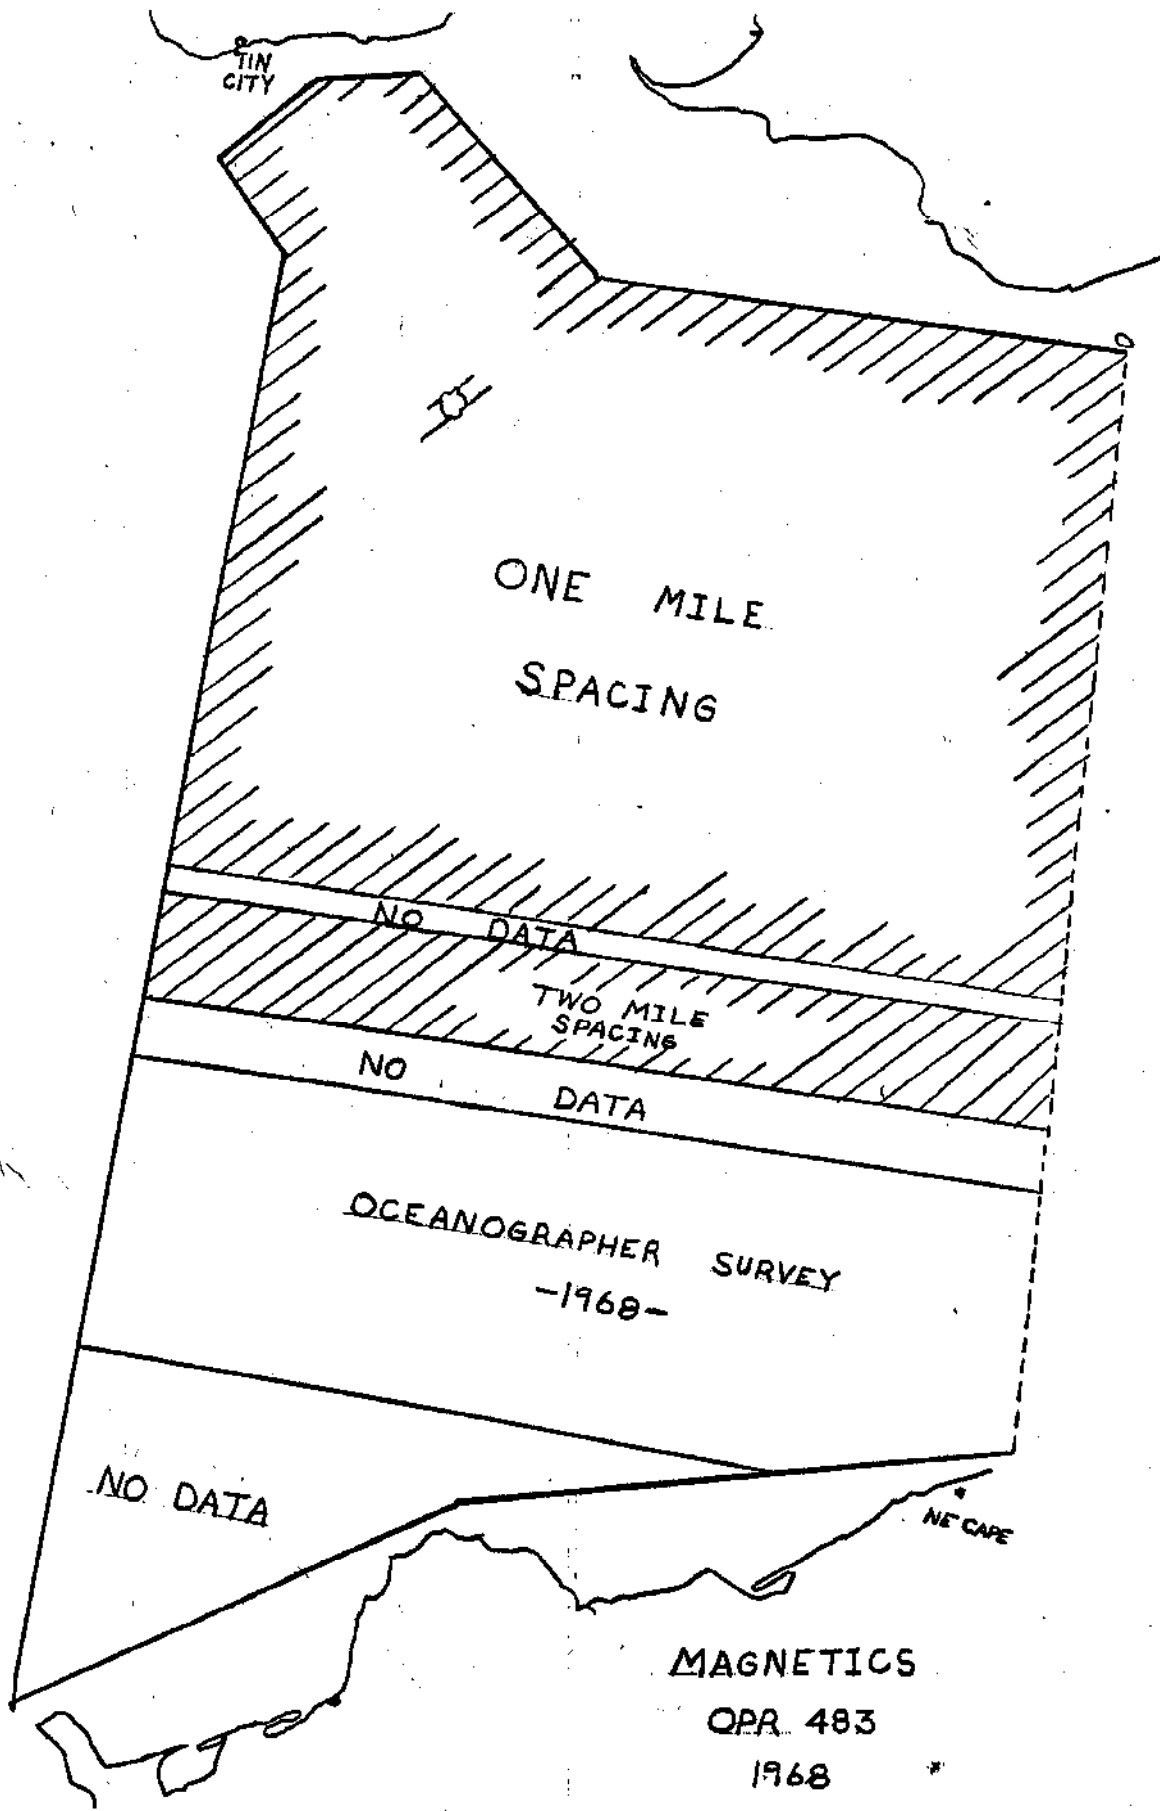 TIN
CITY
ONE MILE
SPACING
NO DATA
TWO MILE
SPACING
NO DATA
OCEANOGRAPHER SURVEY
-1968-
NO DATA
NE CAPE
MAGNETICS
OPR 483
1968